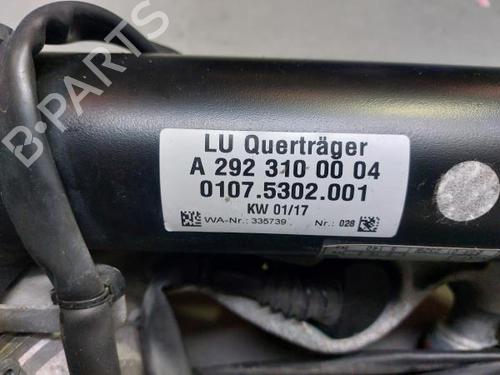 B-PARTS
LU Querträger
A 292 310 00 04
0107.5302.001
KW 01/17
WA-Nr.: 335739 Nr.: 028